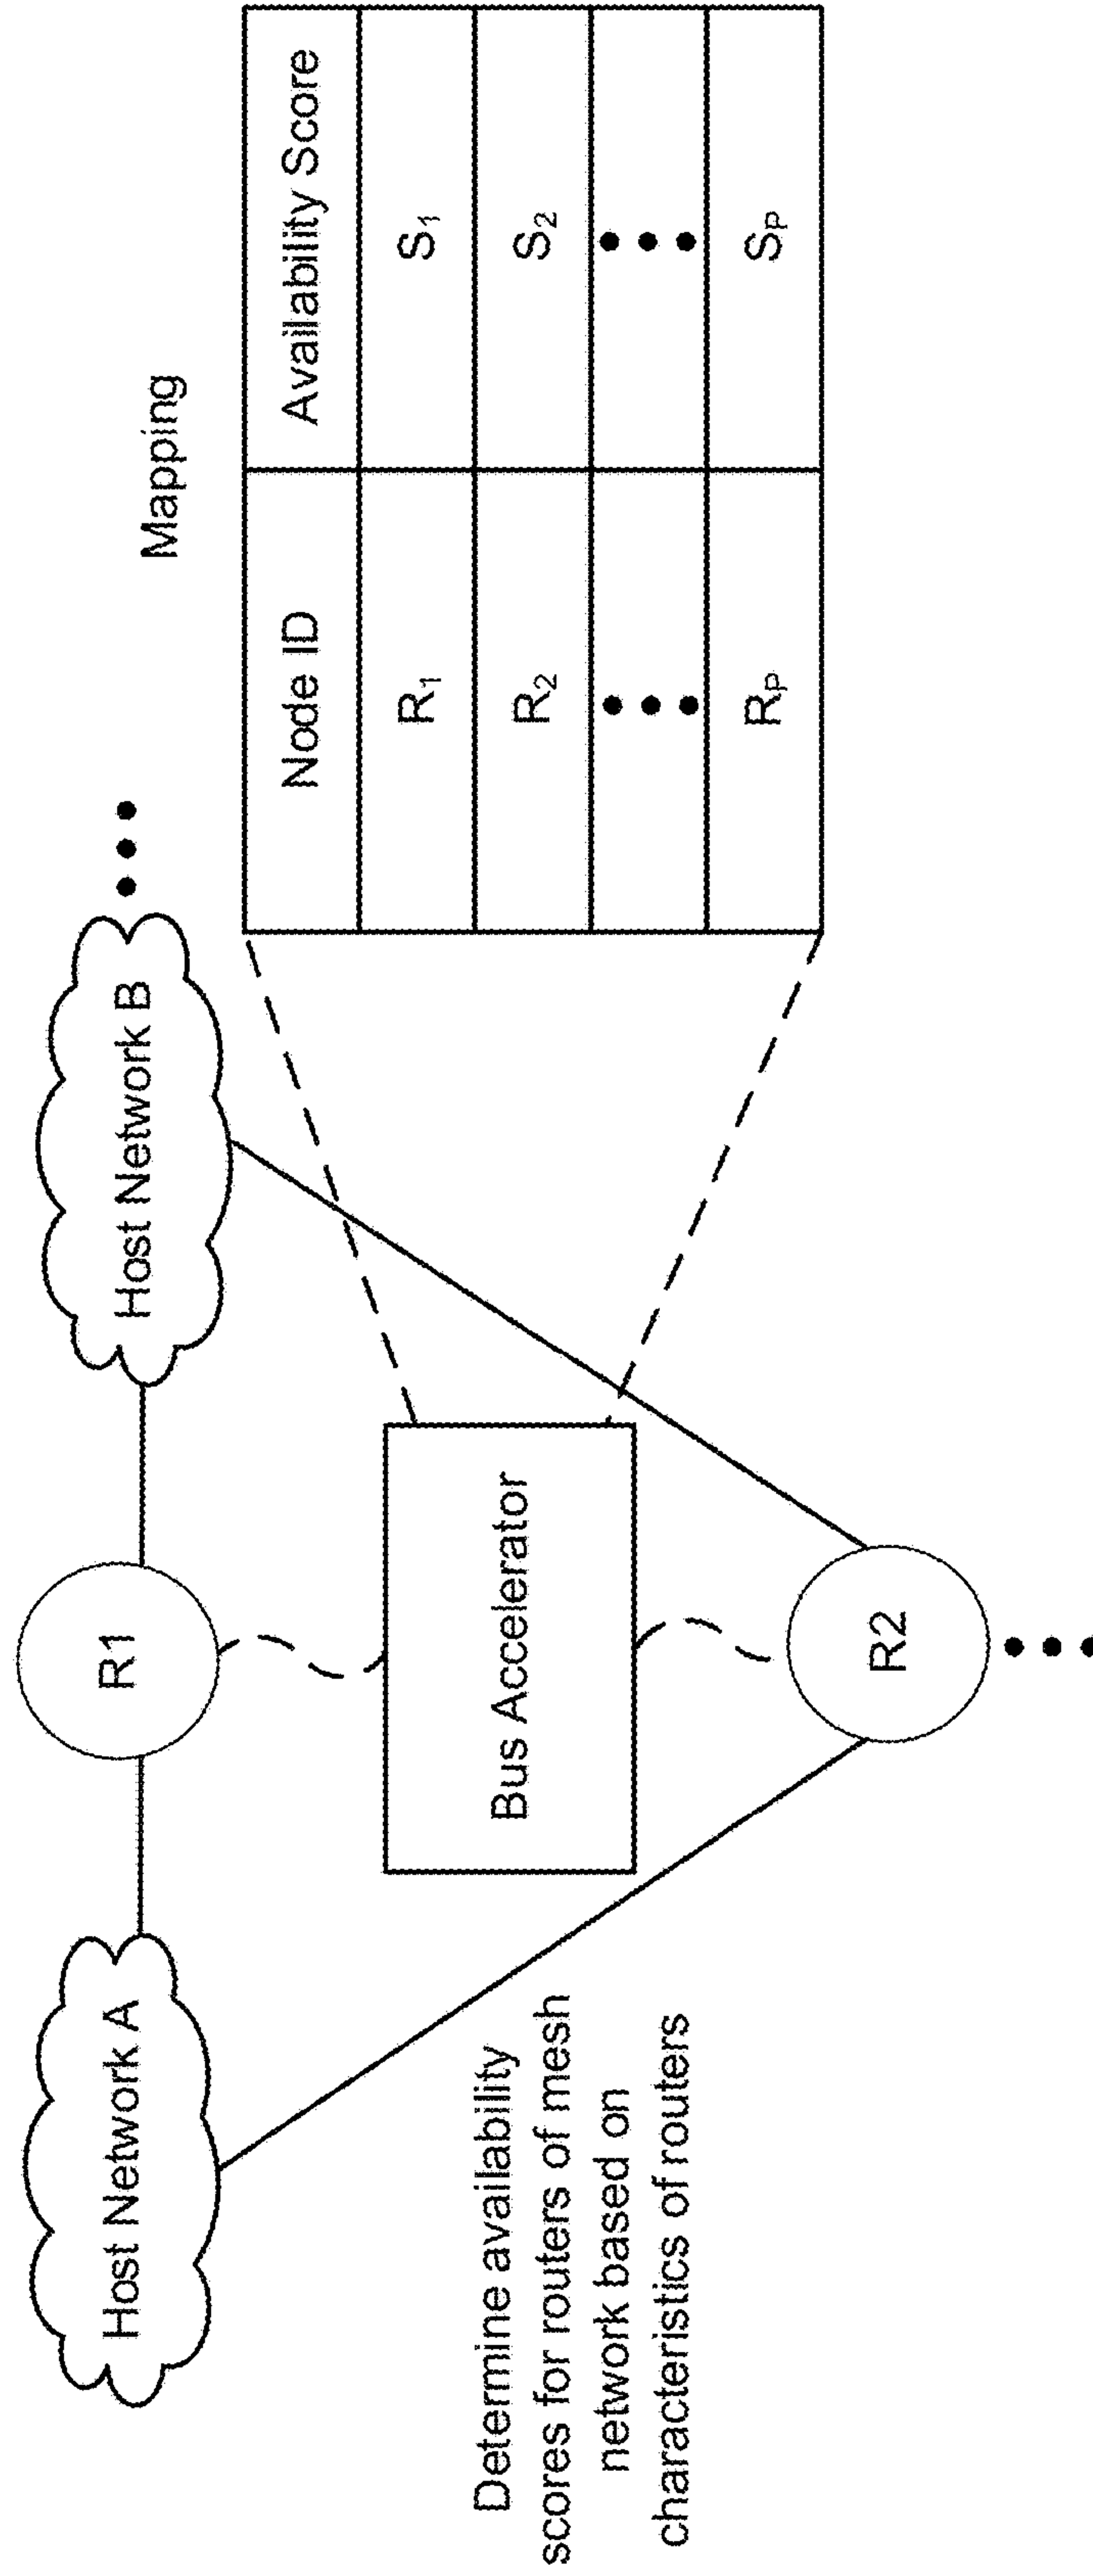 Host Network A
R1
Host Network B
Mapping
Bus Accelerator
Node ID
Availability Score
R1
S1
R2
S2
RP
SP
Determine availability
scores for routers of mesh
network based on
characteristics of routers
R2